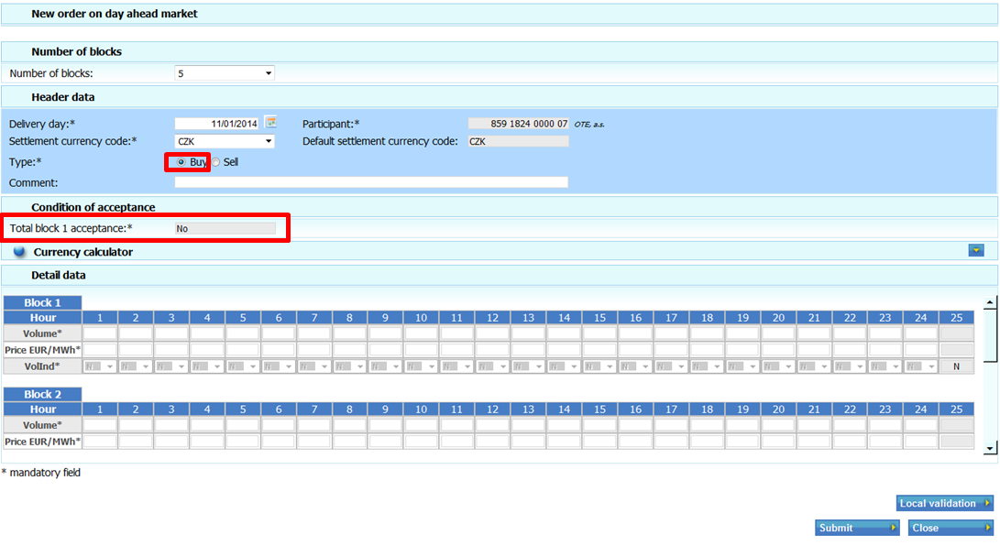 New order on day ahead market
Number of blocks
Number of blocks: 5
Header data
Delivery day:* 11/01/2014 Participant:* 859 1824 0000 07 OTE, a.s.
Settlement currency code:* CZK Default settlement currency code: CZK
Type:* Buy Sell
Comment:
Condition of acceptance
Total block 1 acceptance:* No
Currency calculator
Detail data
Block 1
Hour 1 2 3 4 5 6 7 8 9 10 11 12 13 14 15 16 17 18 19 20 21 22 23 24 25
Volume*
Price EUR/MWh*
VolInd* N N N N N N N N N N N N N N N N N N N N N N N N N
Block 2
Hour 1 2 3 4 5 6 7 8 9 10 11 12 13 14 15 16 17 18 19 20 21 22 23 24 25
Volume*
Price EUR/MWh*
* mandatory field
Local validation
Submit Close